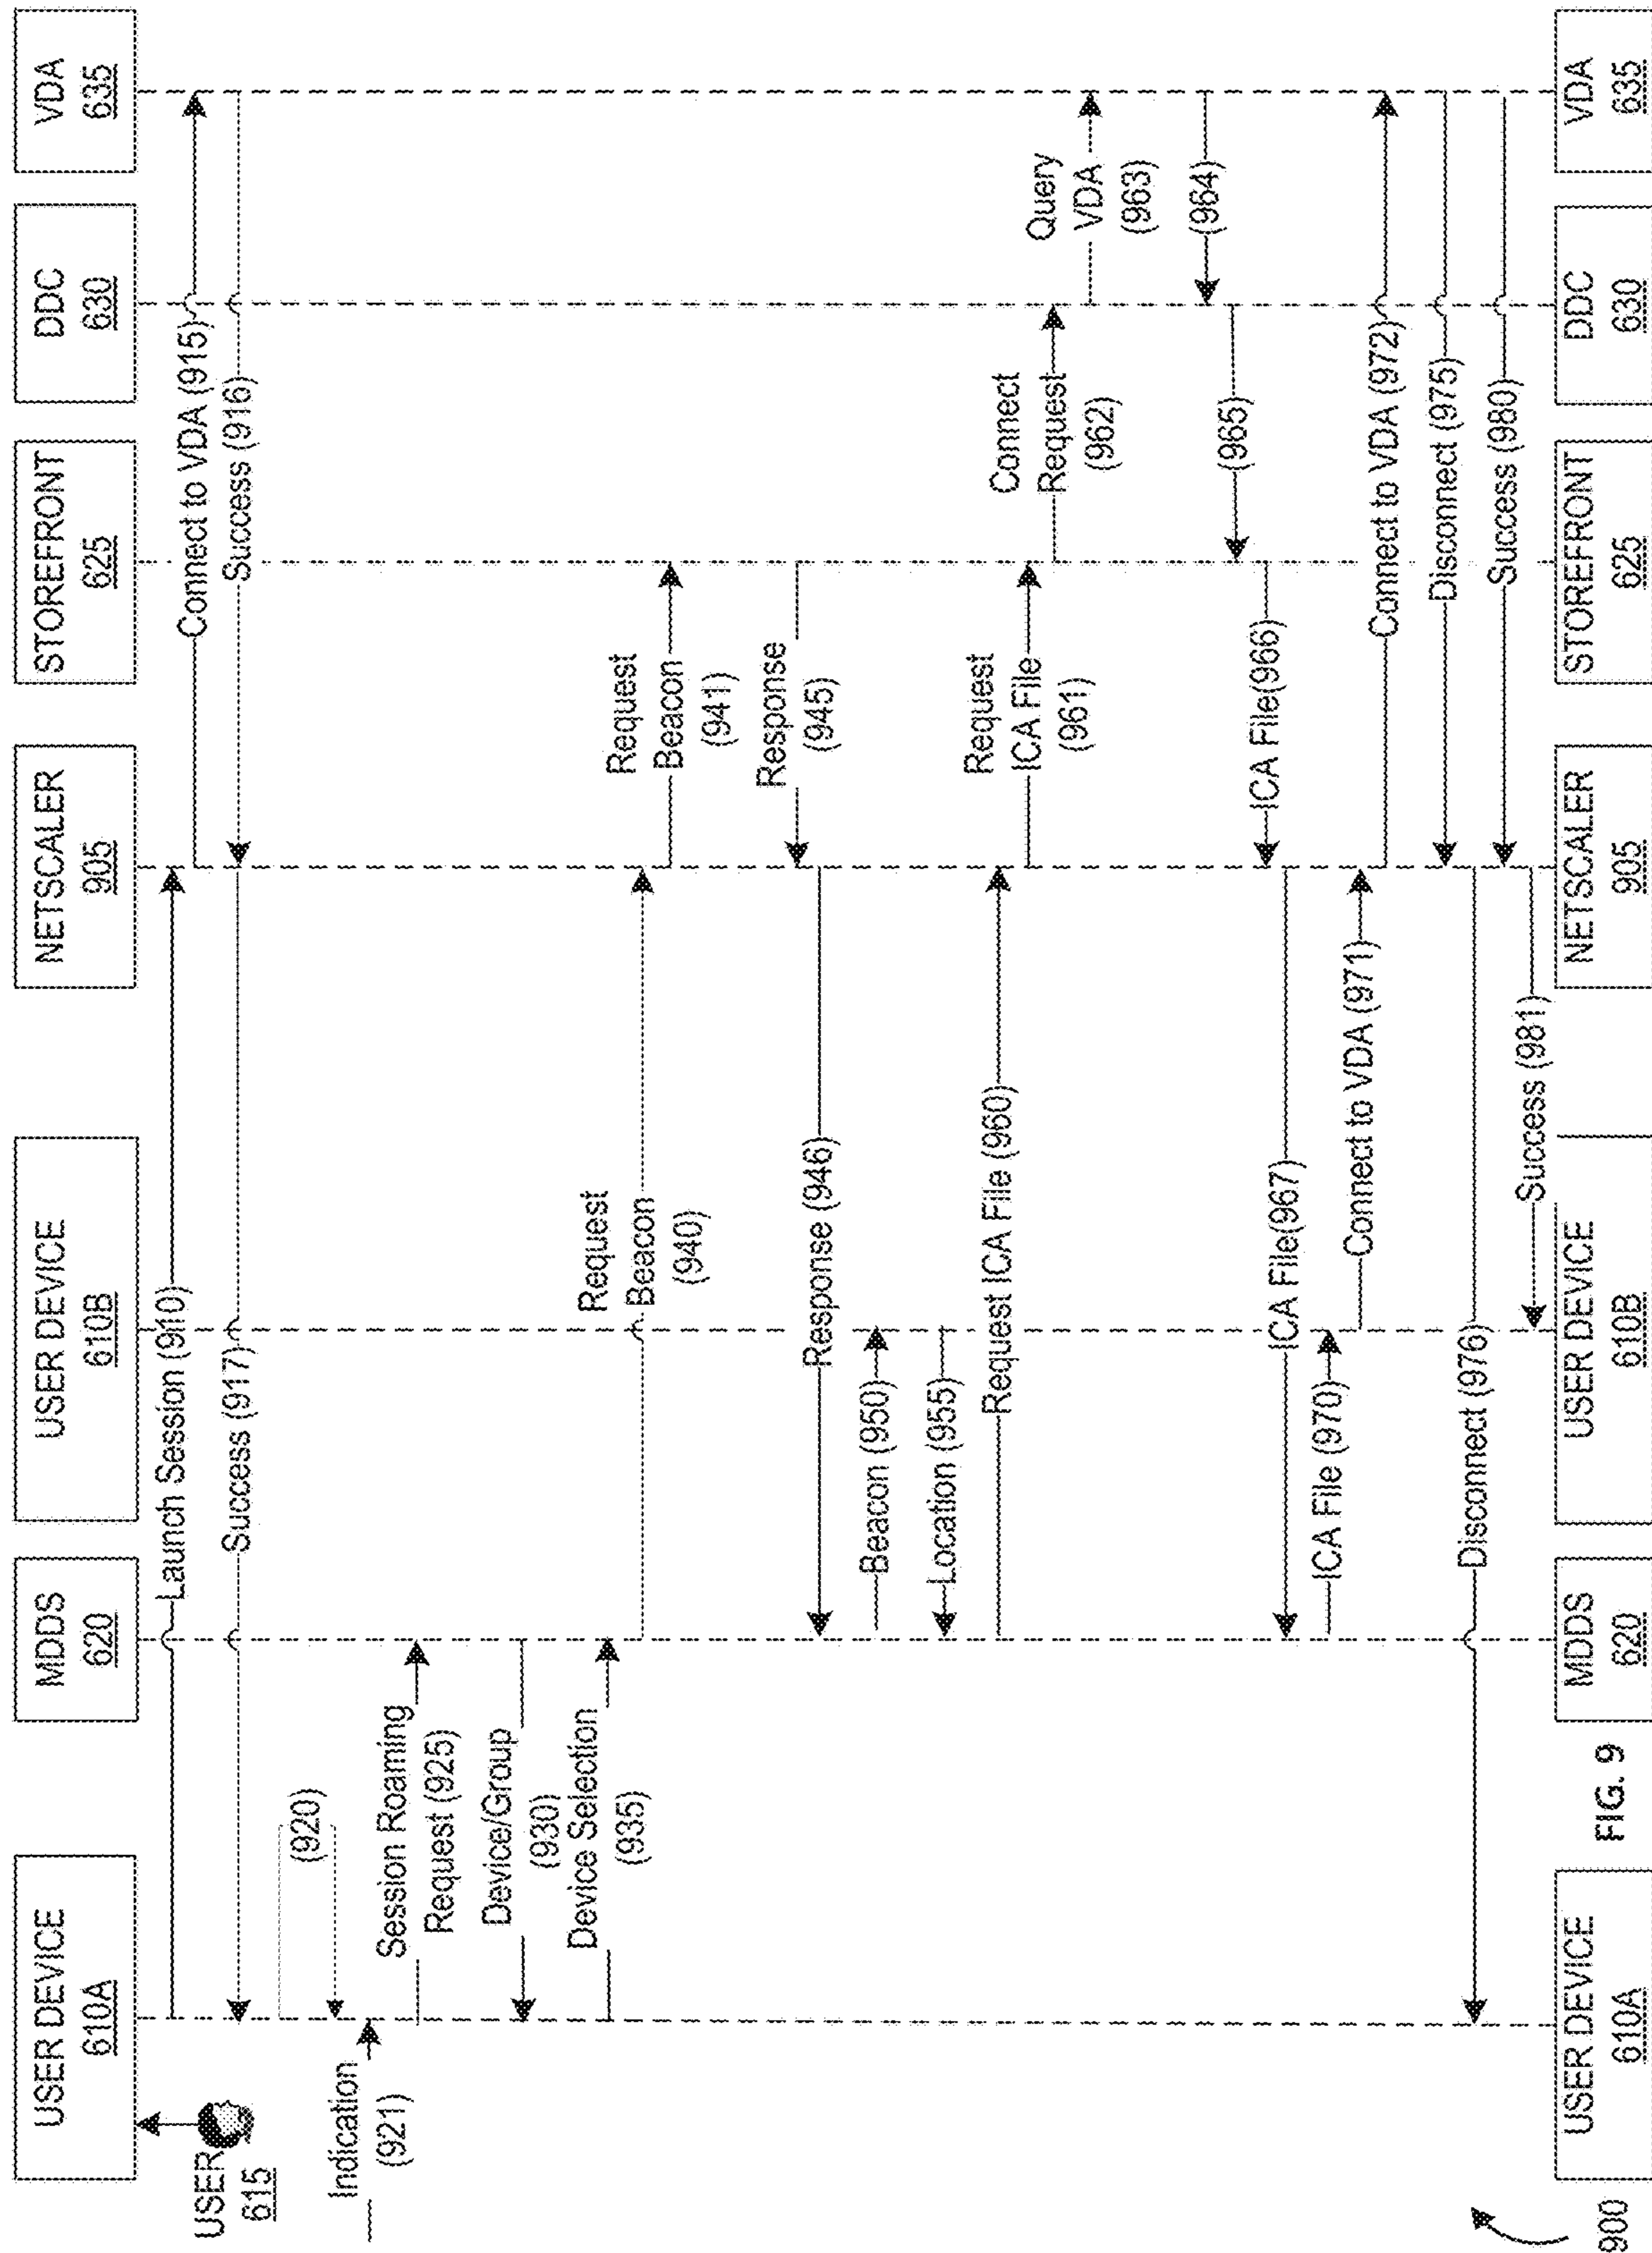 USER DEVICE
610A
MDDS
620
USER DEVICE
610B
NETSCALER
905
STOREFRONT
625
DDC
630
VDA
635
USER
615
Launch Session (910)
Connect to VDA (915)
Success (916)
Success (917)
(920)
Indication
(921)
Session Roaming
Request (925)
Device/Group
(930)
Device Selection
(935)
Request
Beacon
(940)
Request
Beacon
(941)
Response
(945)
Response (946)
Beacon (950)
Location (955)
Request ICA File (960)
Request
ICA File
(961)
Connect
Request
(962)
Query
VDA
(963)
(964)
(965)
ICA File(966)
ICA File(967)
ICA File (970)
Connect to VDA (971)
Connect to VDA (972)
Disconnect (975)
Disconnect (976)
Success (980)
Success (981)
USER DEVICE
610A
MDDS
620
USER DEVICE
610B
NETSCALER
905
STOREFRONT
625
DDC
630
VDA
635
900
FIG. 9